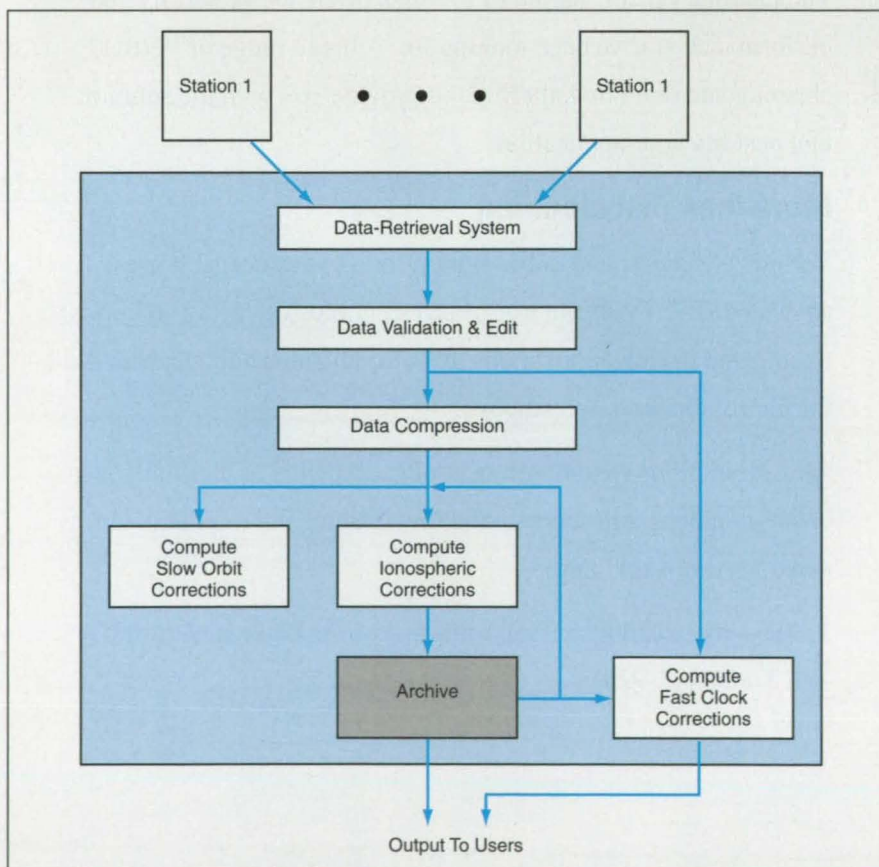 Station 1
Station 1
Data-Retrieval System
Data Validation & Edit
Data Compression
Compute
Slow Orbit
Corrections
Compute
Ionospheric
Corrections
Archive
Compute
Fast Clock
Corrections
Output To Users